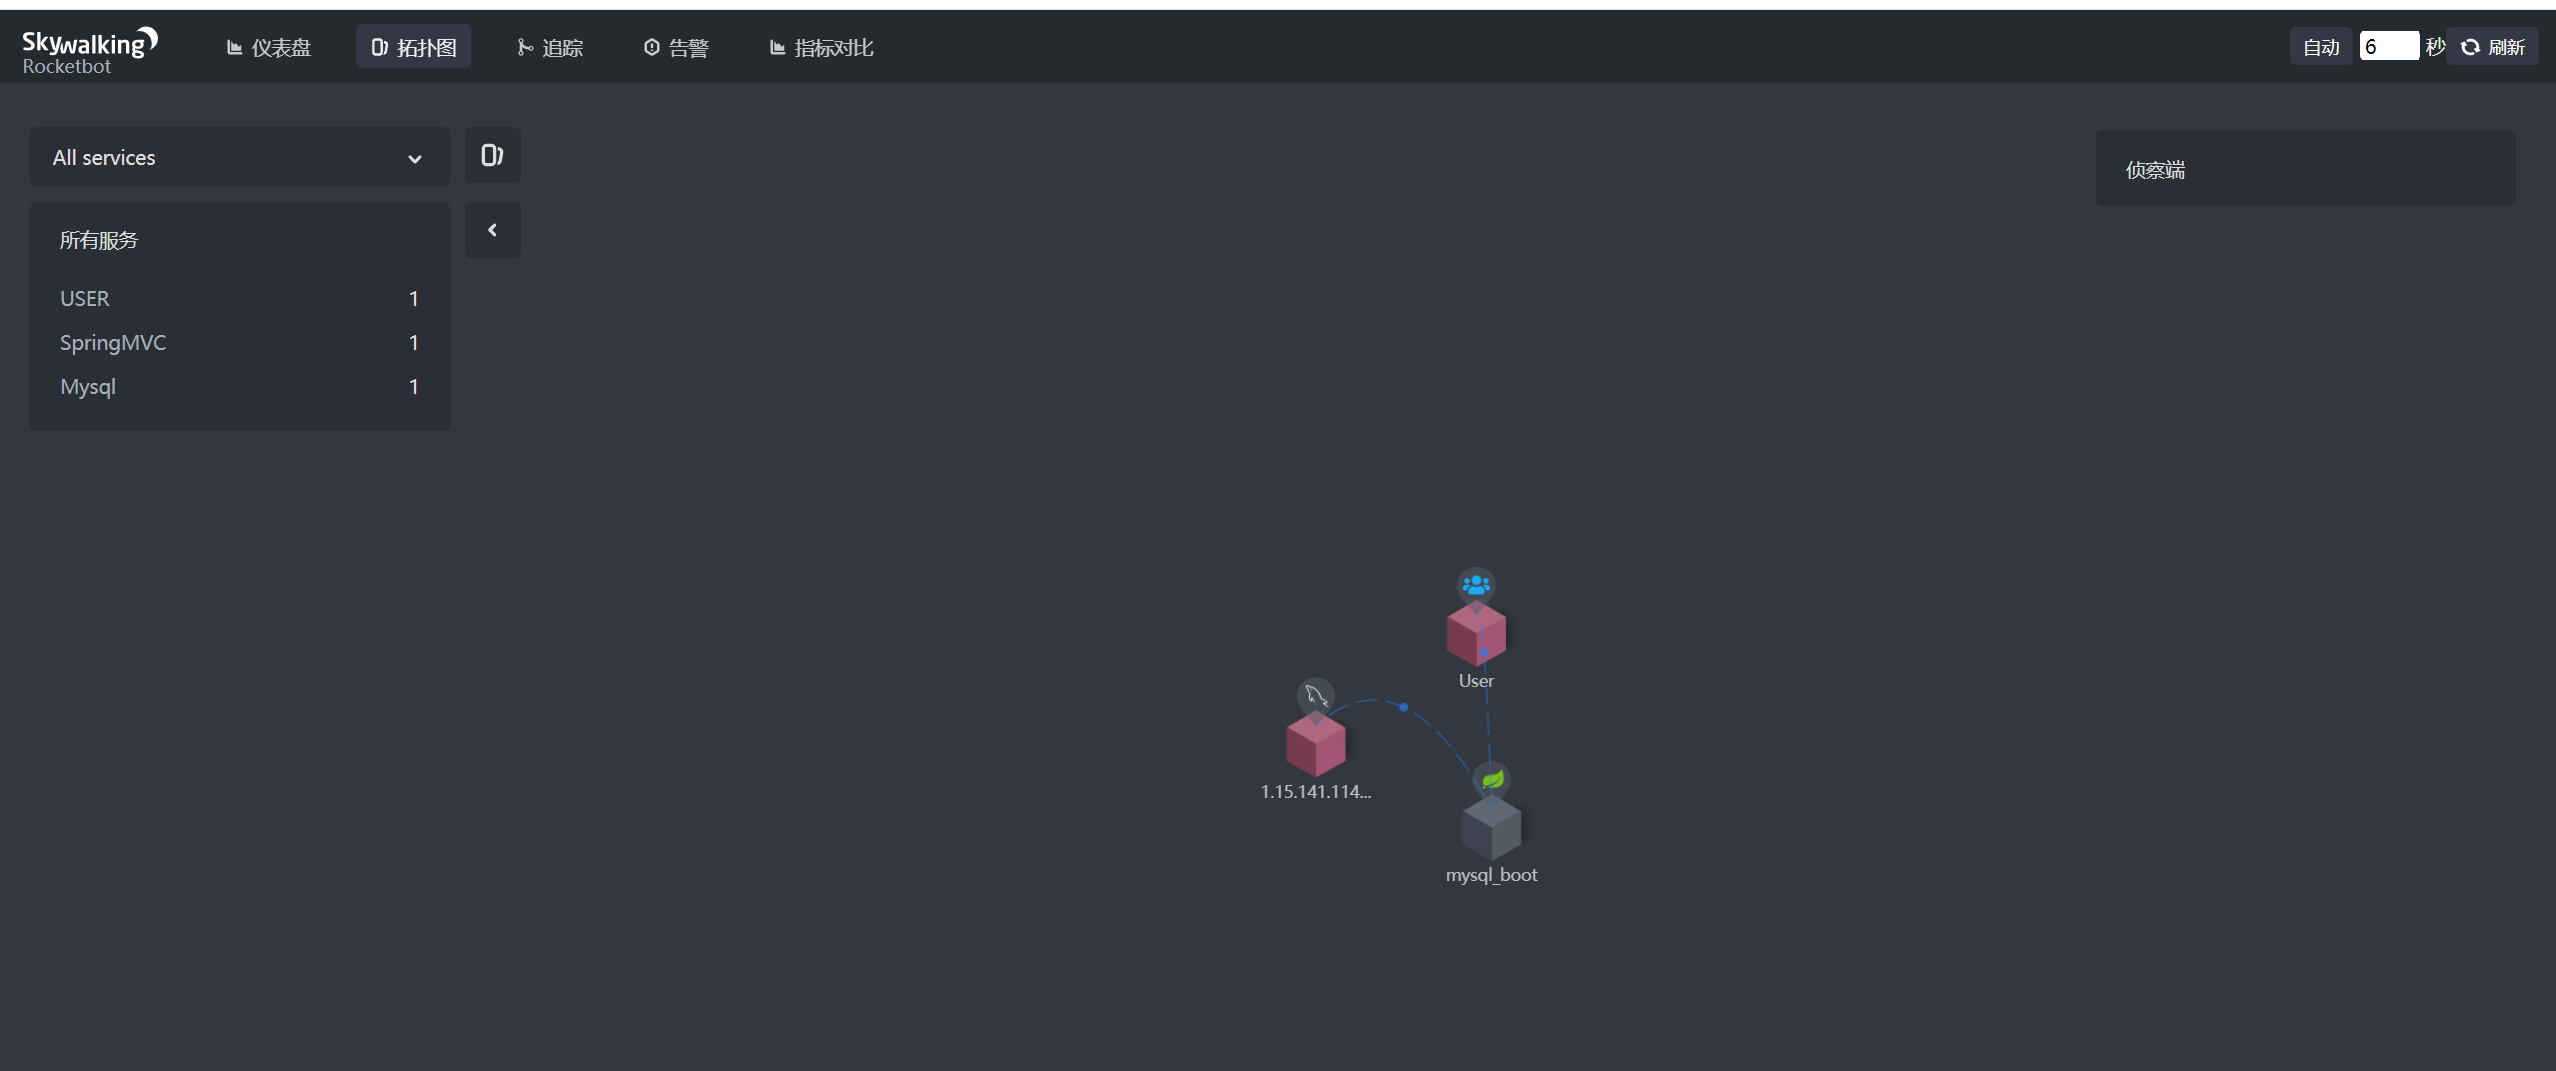 Skywalking
Rocketbot
仪表盘
拓扑图
追踪
告警
指标对比
自动 6 秒 刷新
All services
所有服务
USER 1
SpringMVC 1
Mysql 1
侦察端
User
1.15.141.114...
mysql_boot